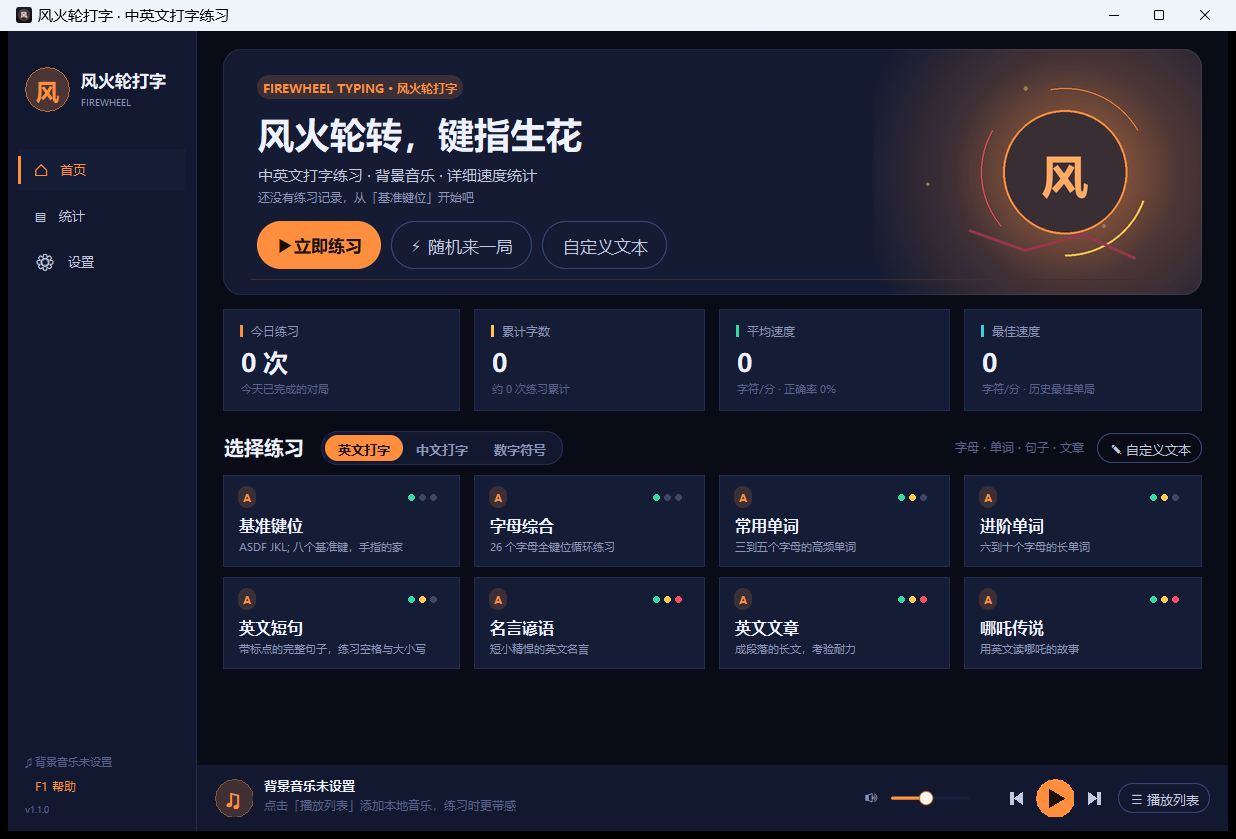 风
风火轮打字 · 中英文打字练习
风
风火轮打字
FIREWHEEL
首页
统计
设置
♫ 背景音乐未设置
F1 帮助
v1.1.0
FIREWHEEL TYPING • 风火轮打字
风火轮转，键指生花
中英文打字练习 · 背景音乐 · 详细速度统计
还没有练习记录，从「基准键位」开始吧
▶立即练习
⚡ 随机来一局
自定义文本
风
今日练习
0 次
今天已完成的对局
累计字数
0
约 0 次练习累计
平均速度
0
字符/分 · 正确率 0%
最佳速度
0
字符/分 · 历史最佳单局
选择练习
英文打字
中文打字
数字符号
字母 · 单词 · 句子 · 文章
✎ 自定义文本
A
基准键位
ASDF JKL; 八个基准键，手指的家
A
字母综合
26 个字母全键位循环练习
A
常用单词
三到五个字母的高频单词
A
进阶单词
六到十个字母的长单词
A
英文短句
带标点的完整句子，练习空格与大小写
A
名言谚语
短小精悍的英文名言
A
英文文章
成段落的长文，考验耐力
A
哪吒传说
用英文读哪吒的故事
♫
背景音乐未设置
点击「播放列表」添加本地音乐，练习时更带感
☰ 播放列表